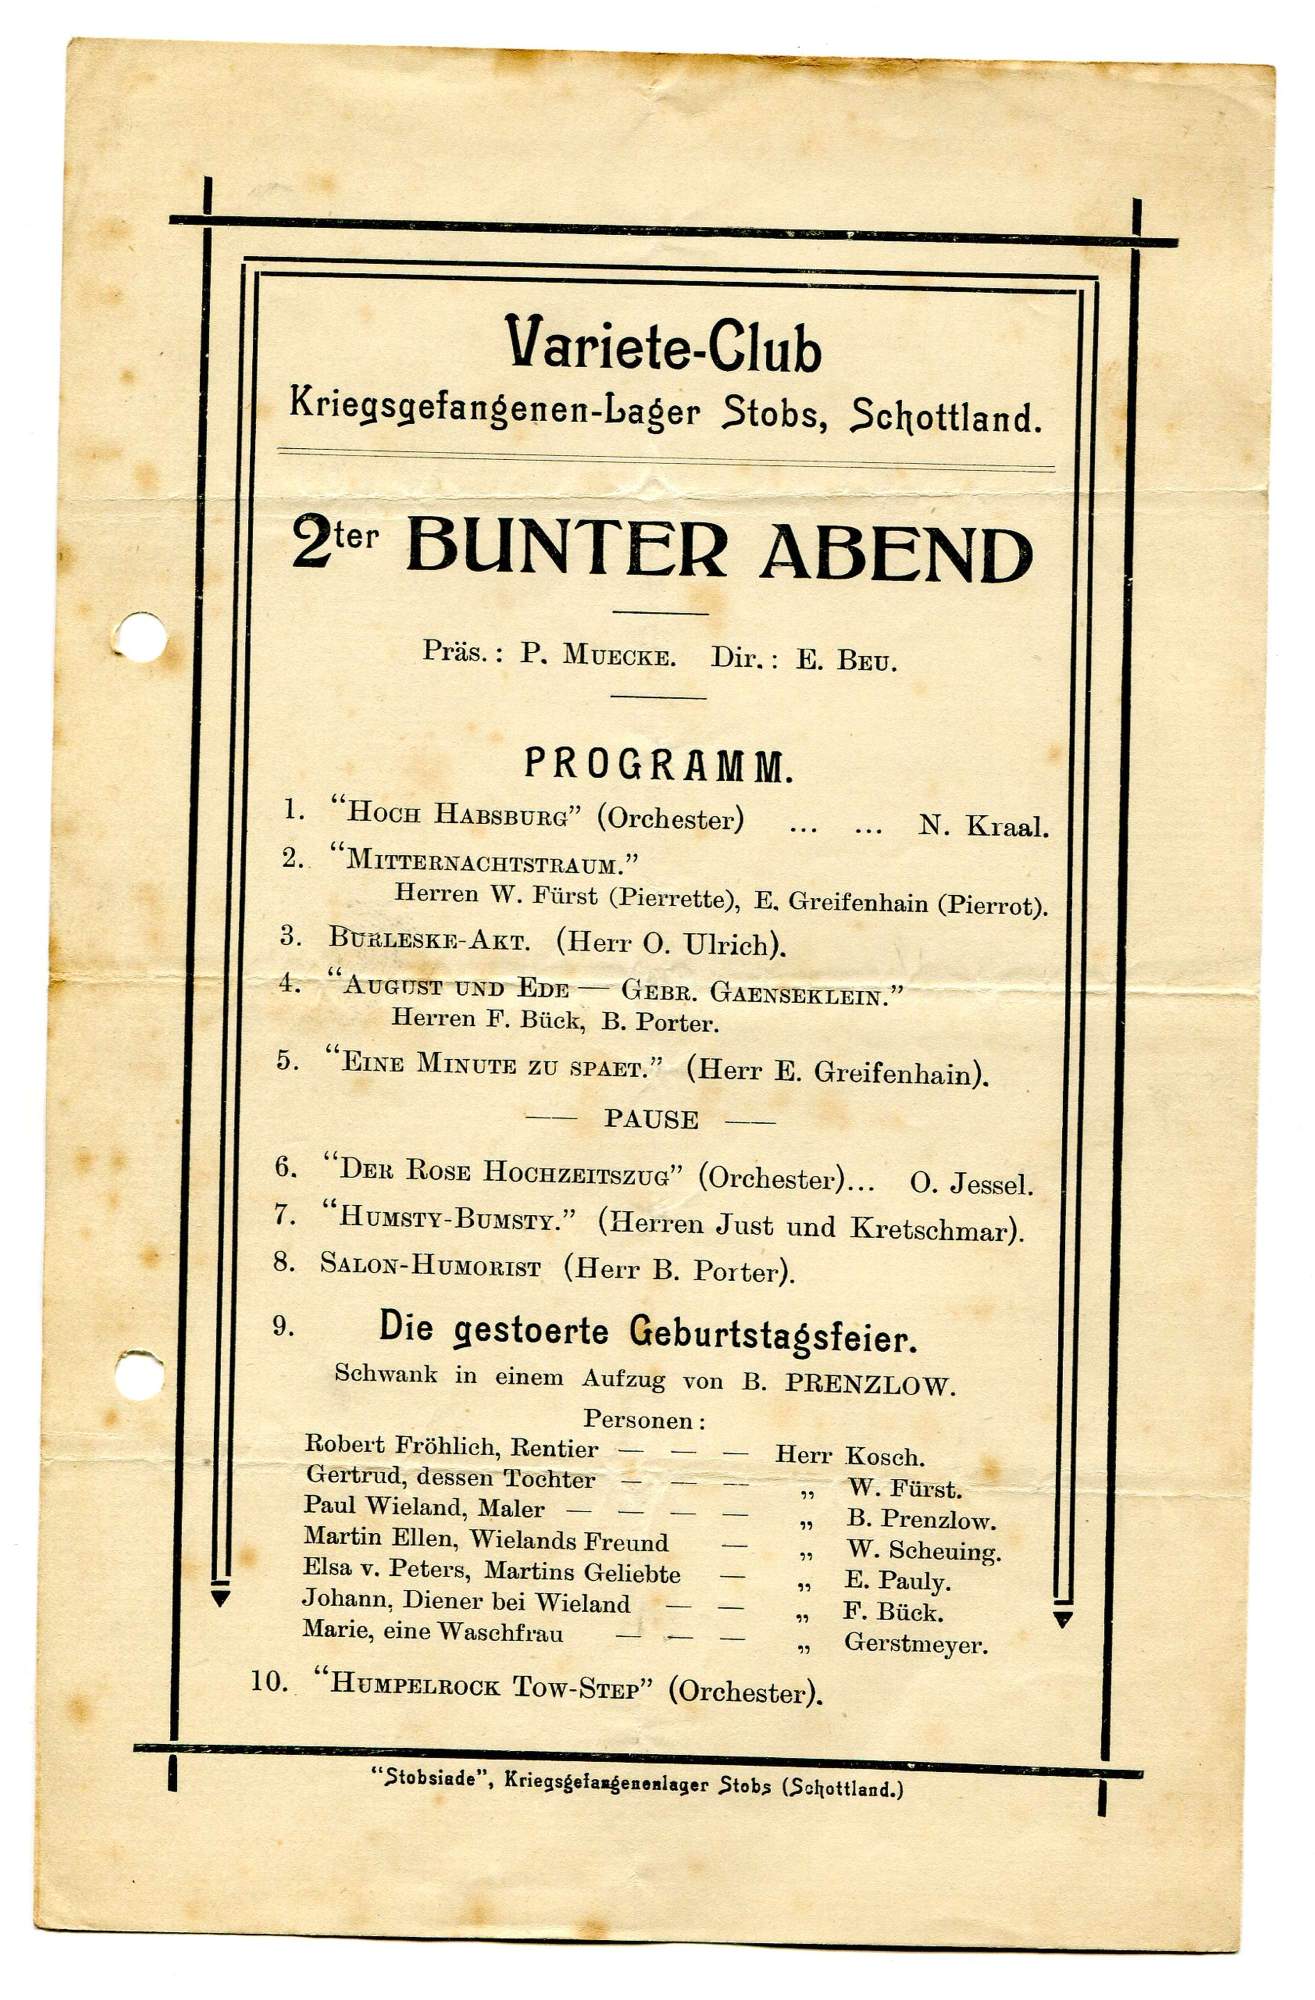 Variete-Club
Kriegsgefangenen-Lager Stobs, Schottland.
2ter BUNTER ABEND
Präs.: P. MUECKE. Dir.: E. BEU.
PROGRAMM.
1. “HOCH HABSBURG” (Orchester) ... ... N. Kraal.
2. “MITTERNACHTSTRAUM.”
Herren W. Fürst (Pierrette), E. Greifenhain (Pierrot).
3. BURLESKE-AKT. (Herr O. Ulrich).
4. “AUGUST UND EDE — GEBR. GAENSEKLEIN.”
Herren F. Bück, B. Porter.
5. “EINE MINUTE ZU SPAET.” (Herr E. Greifenhain).
—— PAUSE ——
6. “DER ROSE HOCHZEITSZUG” (Orchester)... O. Jessel.
7. “HUMSTY-BUMSTY.” (Herren Just und Kretschmar).
8. SALON-HUMORIST (Herr B. Porter).
9. Die gestoerte Geburtstagsfeier.
Schwank in einem Aufzug von B. PRENZLOW.
Personen:
Robert Fröhlich, Rentier — — — Herr Kosch.
Gertrud, dessen Tochter — — — „ W. Fürst.
Paul Wieland, Maler — — — — „ B. Prenzlow.
Martin Ellen, Wielands Freund — „ W. Scheuing.
Elsa v. Peters, Martins Geliebte — „ E. Pauly.
Johann, Diener bei Wieland — — „ F. Bück.
Marie, eine Waschfrau — — — „ Gerstmeyer.
10. “HUMPELROCK TOW-STEP” (Orchester).
“Stobsiade”, Kriegsgefangenenlager Stobs (Schottland.)